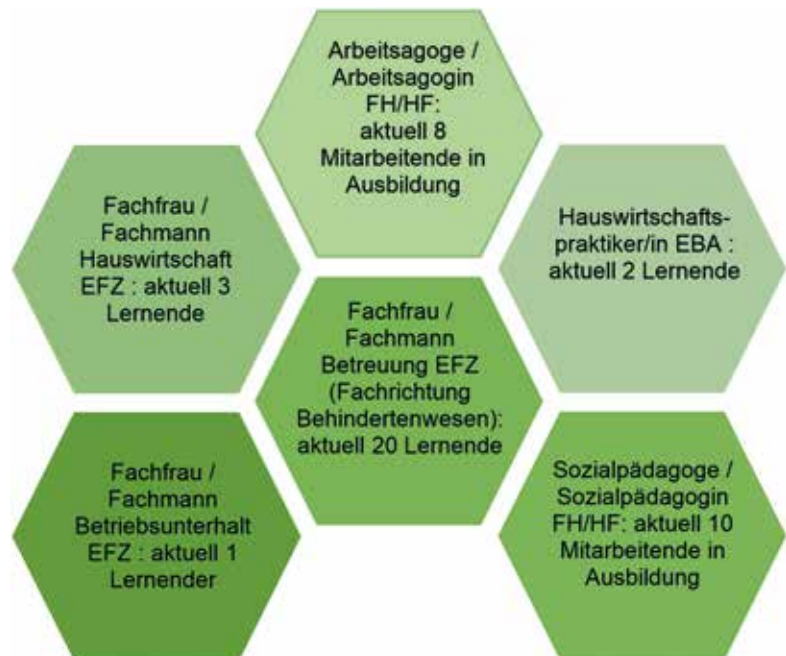 Arbeitsagoge /
Arbeitsagogin
FH/HF:
aktuell 8
Mitarbeitende in
Ausbildung
Fachfrau /
Fachmann
Hauswirtschaft
EFZ : aktuell 3
Lernende
Hauswirtschafts-
praktiker/in EBA :
aktuell 2 Lernende
Fachfrau /
Fachmann
Betreuung EFZ
(Fachrichtung
Behindertenwesen):
aktuell 20 Lernende
Fachfrau /
Fachmann
Betriebsunterhalt
EFZ : aktuell 1
Lernender
Sozialpädagoge /
Sozialpädagogin
FH/HF: aktuell 10
Mitarbeitende in
Ausbildung